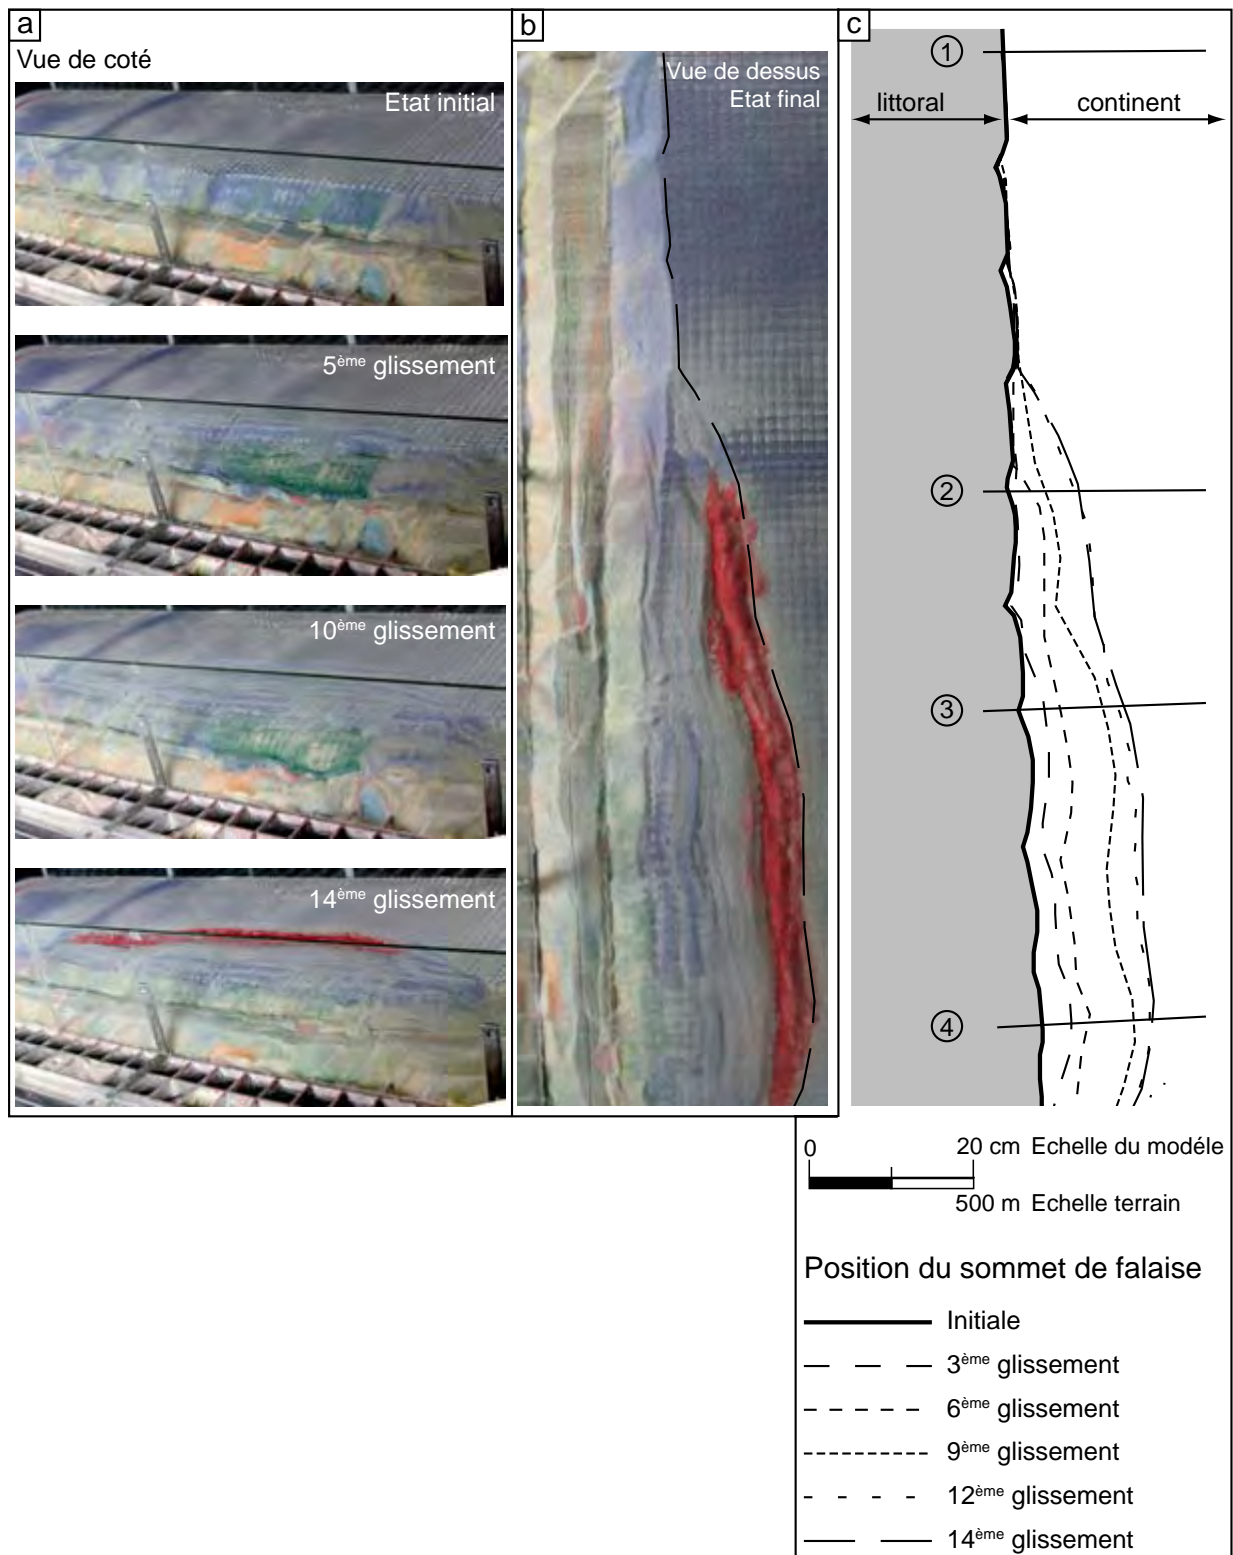 a
Vue de coté
Etat initial
5ème glissement
10ème glissement
14ème glissement
b
Vue de dessus
Etat final
c
1
littoral
continent
2
3
4
0
20 cm Echelle du modéle
500 m Echelle terrain
Position du sommet de falaise
Initiale
3ème glissement
6ème glissement
9ème glissement
12ème glissement
14ème glissement